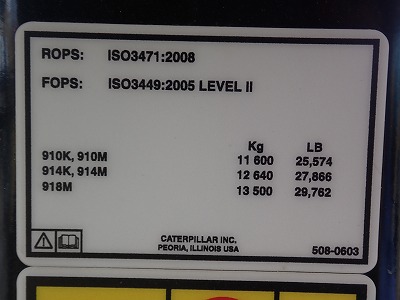 ROPS: ISO3471:2008
FOPS: ISO3449:2005 LEVEL II
Kg LB
910K, 910M 11 600 25,574
914K, 914M 12 640 27,866
918M 13 500 29,762
CATERPILLAR INC.
PEORIA, ILLINOIS USA
508-0603